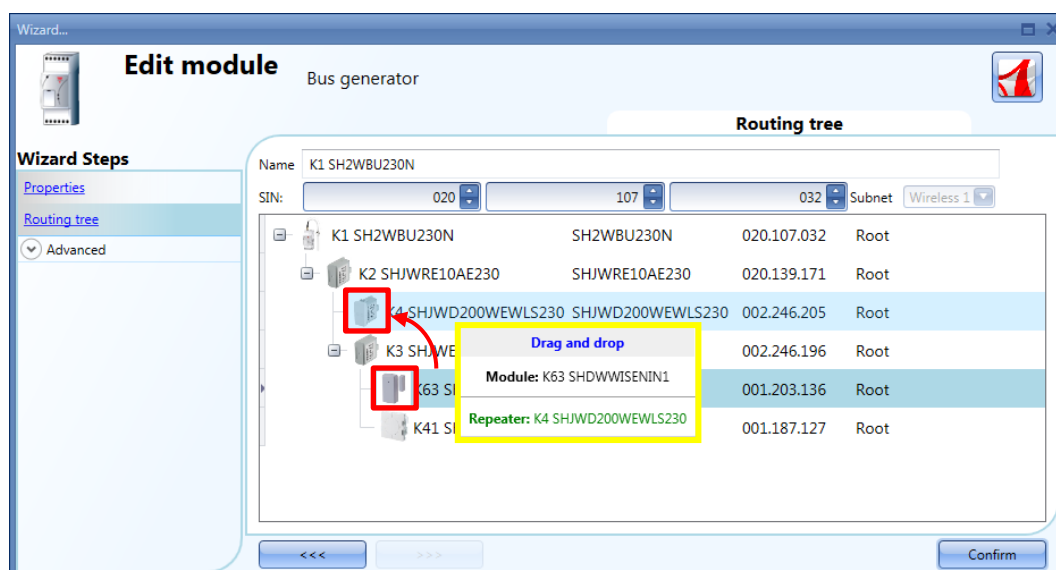 Wizard...
Edit module
Bus generator
Routing tree
Wizard Steps
Properties
Routing tree
Advanced
Name K1 SH2WBU230N
SIN: 020 107 032 Subnet Wireless 1
K1 SH2WBU230N SH2WBU230N 020.107.032 Root
K2 SHJWRE10AE230 SHJWRE10AE230 020.139.171 Root
K4 SHJWD200WEWLS230 SHJWD200WEWLS230 002.246.205 Root
K3 SHJWE 002.246.196 Root
K63 SH 001.203.136 Root
K41 SH 001.187.127 Root
Drag and drop
Module: K63 SHDWWISENIN1
Repeater: K4 SHJWD200WEWLS230
<<< >>> Confirm